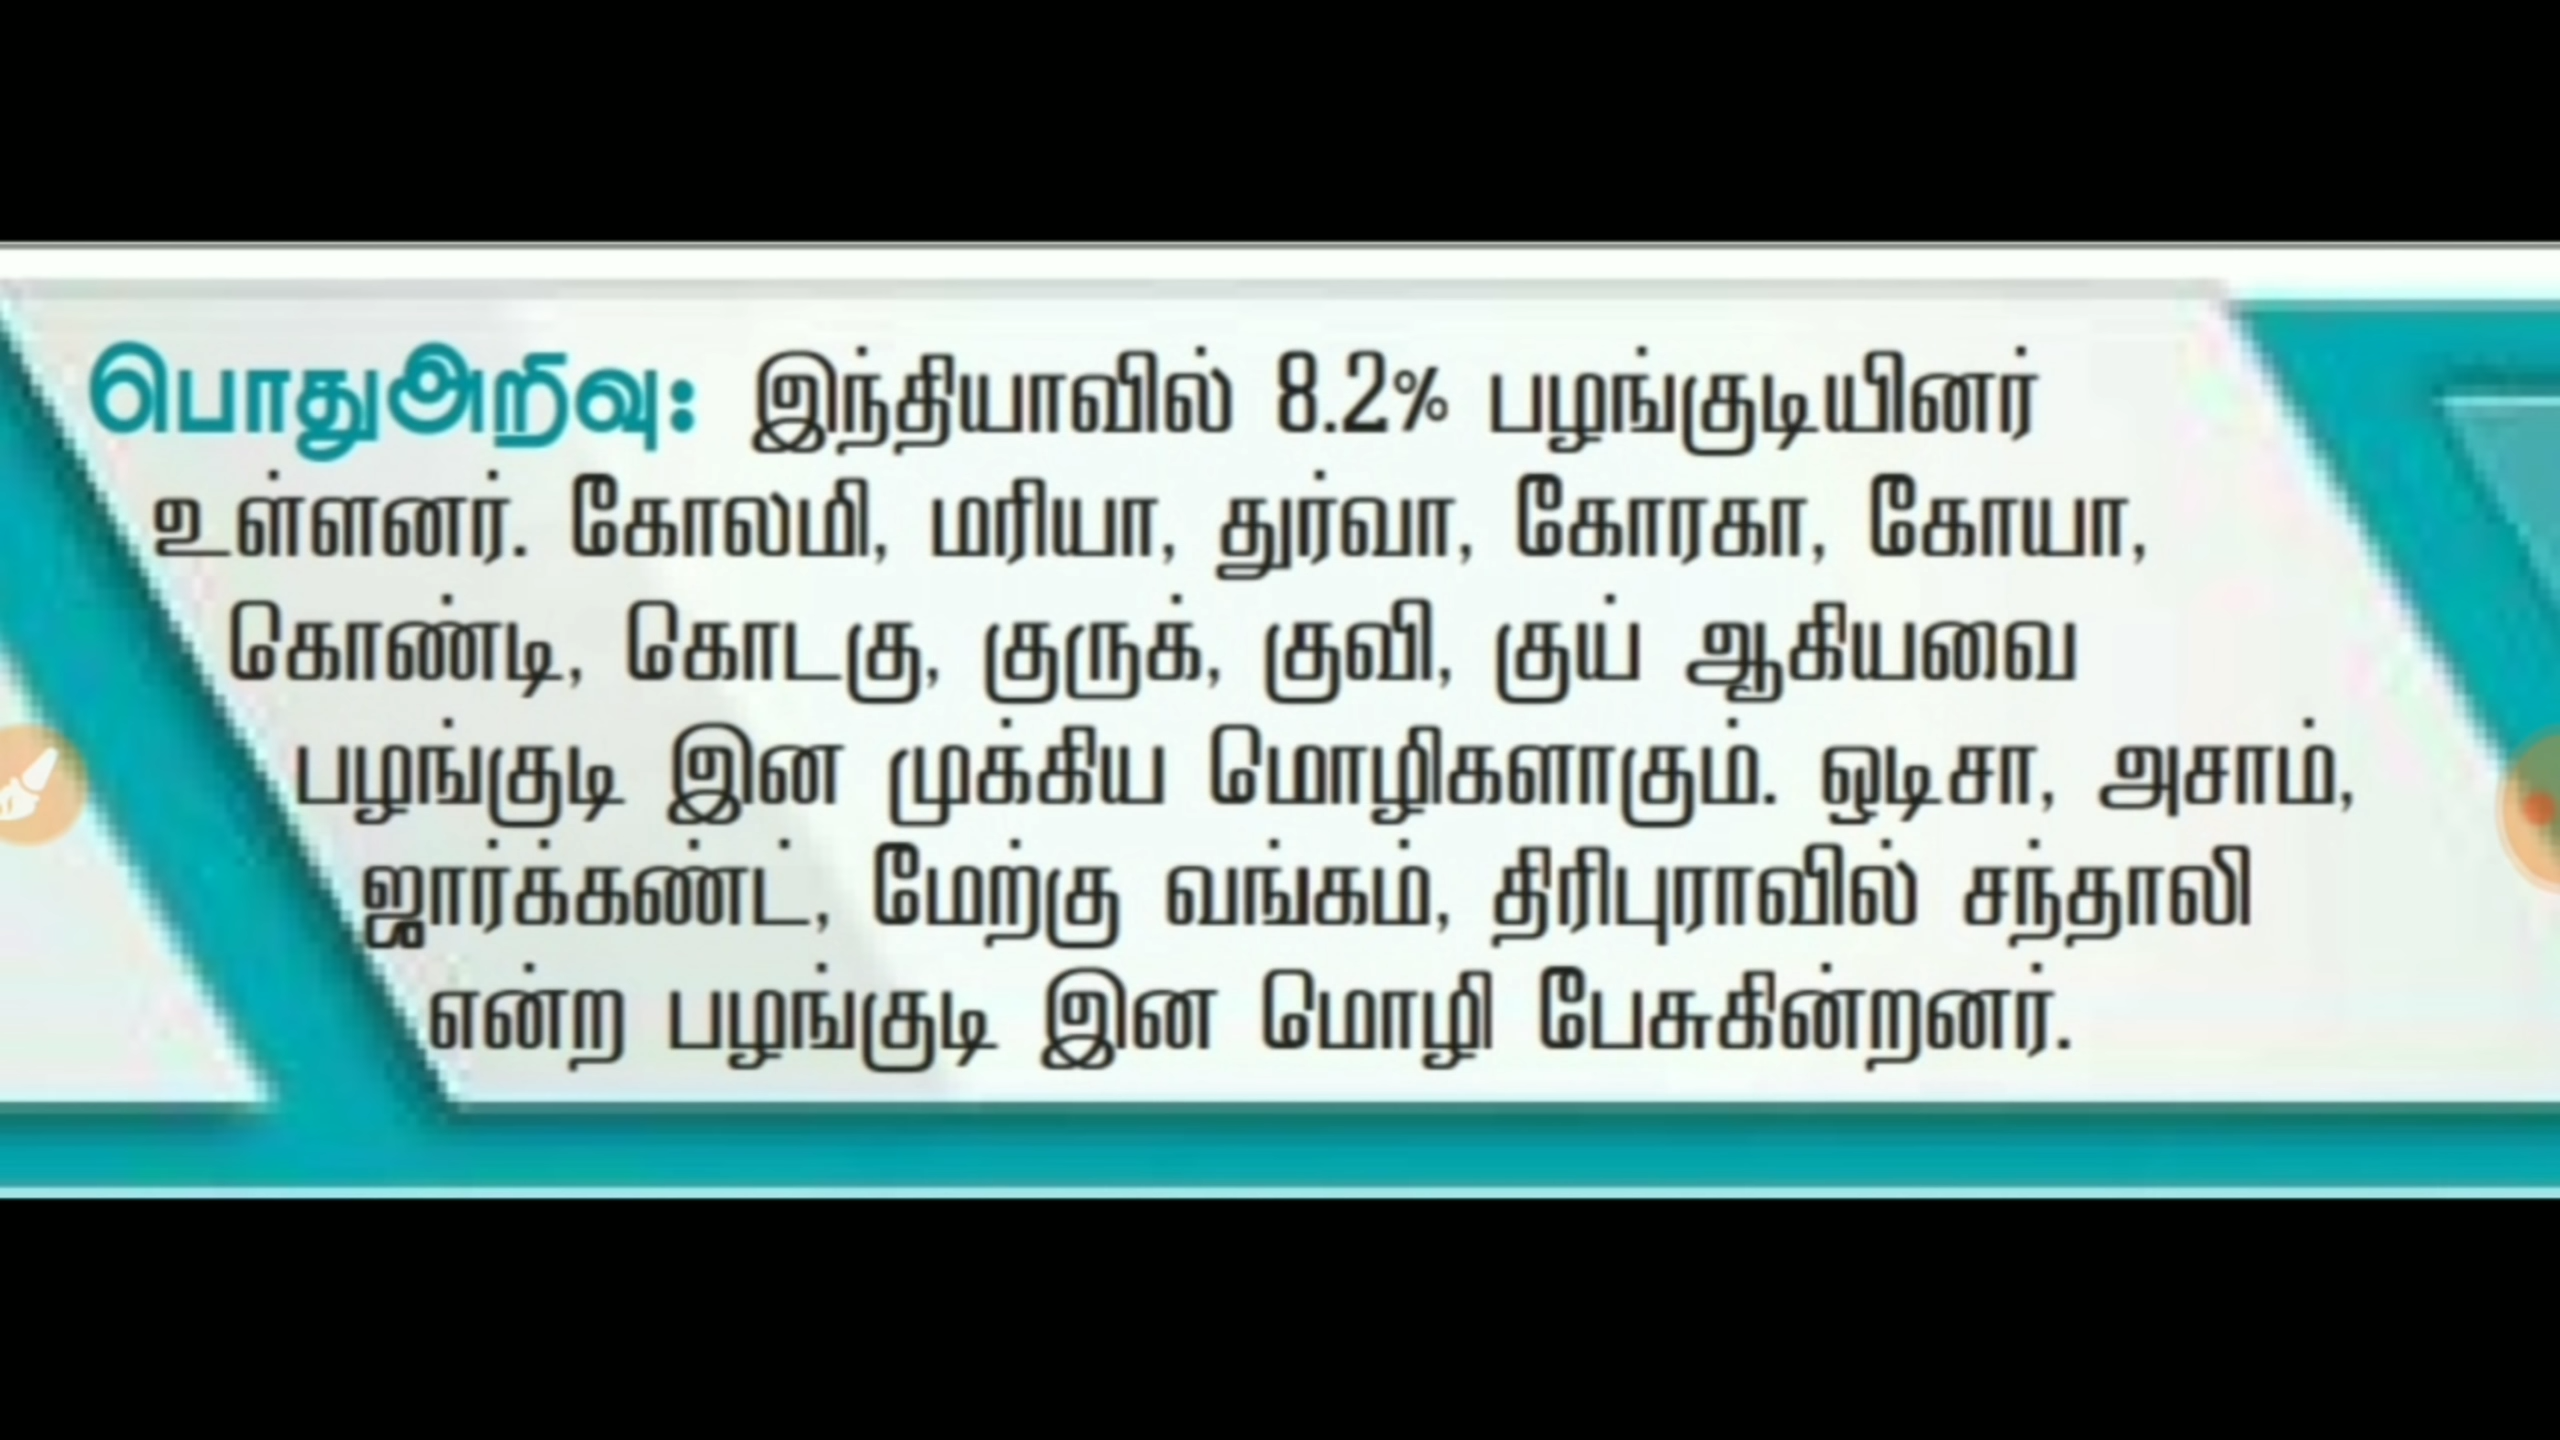 பொதுஅறிவு: இந்தியாவில் 8.2% பழங்குடியினர்
உள்ளனர். கோலமி, மரியா, துர்வா, கோரகா, கோயா,
கொண்டி, கொடகு, குருக், குவி, குய் ஆகியவை
பழங்குடி இன முக்கிய மொழிகளாகும். ஒடிசா, அசாம்,
ஜார்க்கண்ட், மேற்கு வங்கம், திரிபுராவில் சந்தாலி
என்ற பழங்குடி இன மொழி பேசுகின்றனர்.